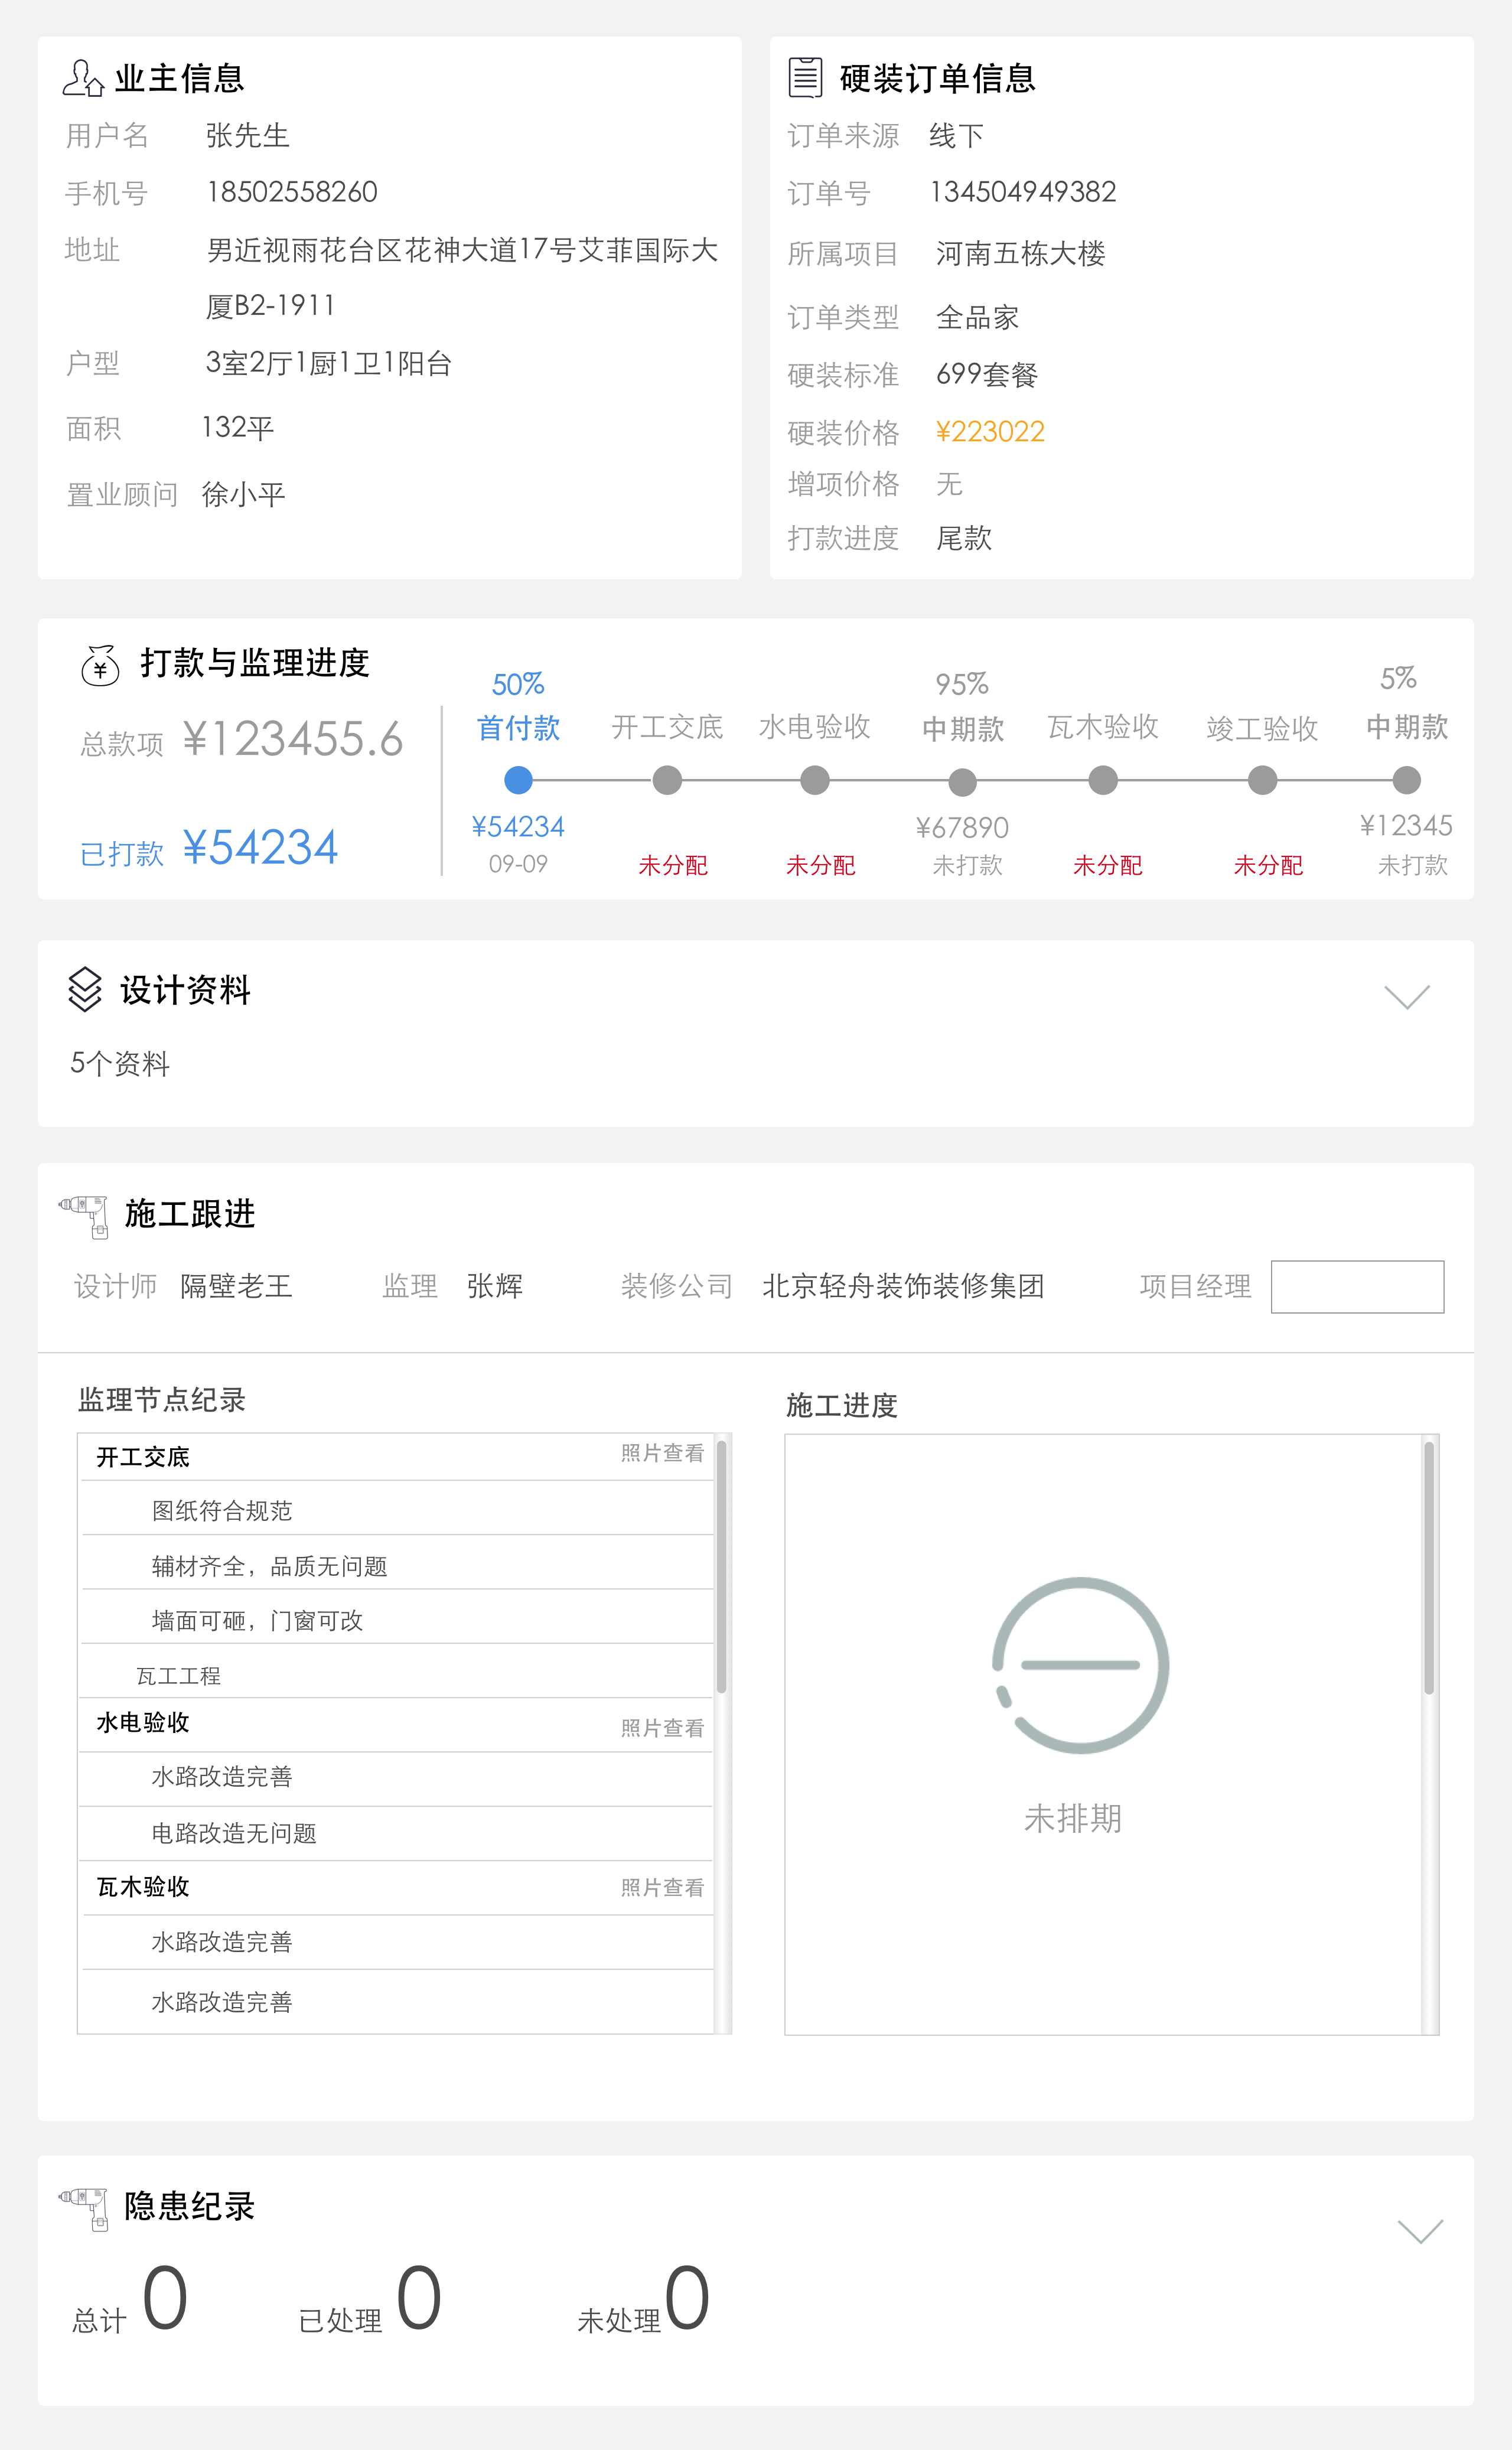 业主信息
用户名 张先生
手机号 18502558260
地址 男近视雨花台区花神大道17号艾菲国际大
厦B2-1911
户型 3室2厅1厨1卫1阳台
面积 132平
置业顾问 徐小平
硬装订单信息
订单来源 线下
订单号 134504949382
所属项目 河南五栋大楼
订单类型 全品家
硬装标准 699套餐
硬装价格 ¥223022
增项价格 无
打款进度 尾款
打款与监理进度
总款项 ¥123455.6
已打款 ¥54234
50% 95% 5%
首付款 开工交底 水电验收 中期款 瓦木验收 竣工验收 中期款
¥54234 ¥67890 ¥12345
09-09 未分配 未分配 未打款 未分配 未分配 未打款
设计资料
5个资料
施工跟进
设计师 隔壁老王 监理 张辉 装修公司 北京轻舟装饰装修集团 项目经理
监理节点纪录
开工交底 照片查看
图纸符合规范
辅材齐全，品质无问题
墙面可砸，门窗可改
瓦工工程
水电验收 照片查看
水路改造完善
电路改造无问题
瓦木验收 照片查看
水路改造完善
水路改造完善
施工进度
未排期
隐患纪录
总计 0 已处理 0 未处理 0